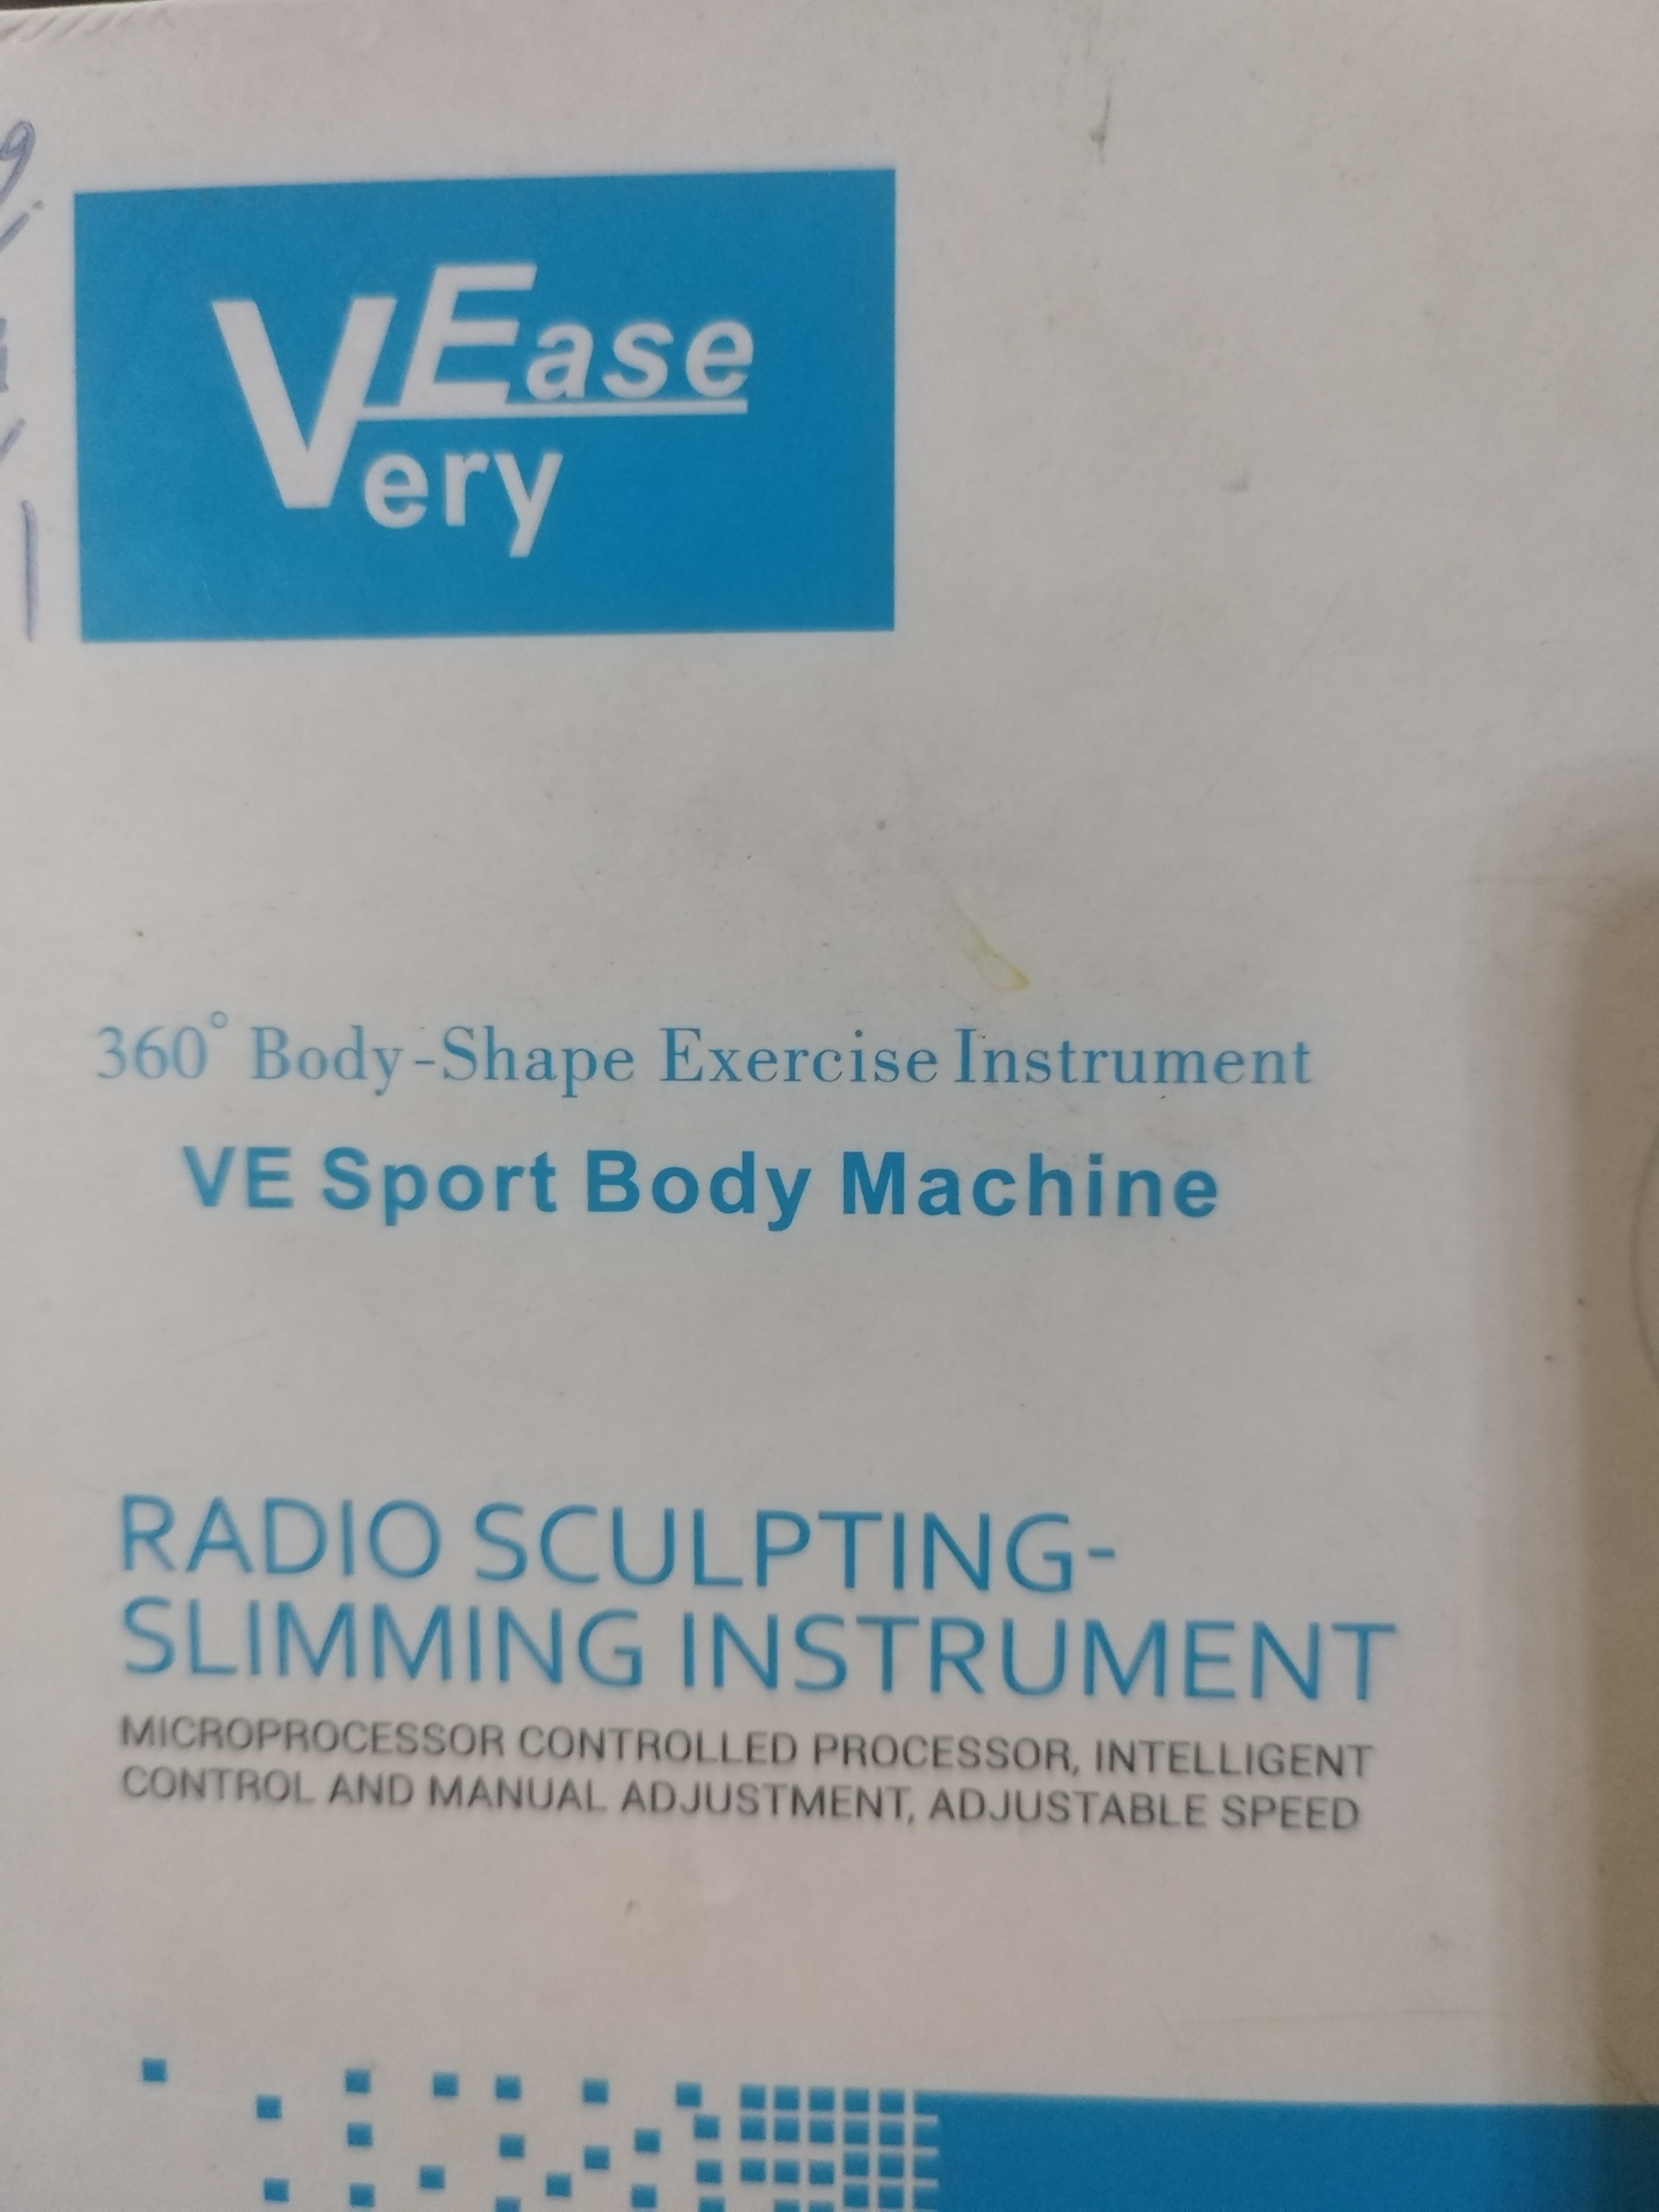 VEase
Very
360° Body-Shape Exercise Instrument
VE Sport Body Machine
RADIO SCULPTING-
SLIMMING INSTRUMENT
MICROPROCESSOR CONTROLLED PROCESSOR, INTELLIGENT
CONTROL AND MANUAL ADJUSTMENT, ADJUSTABLE SPEED